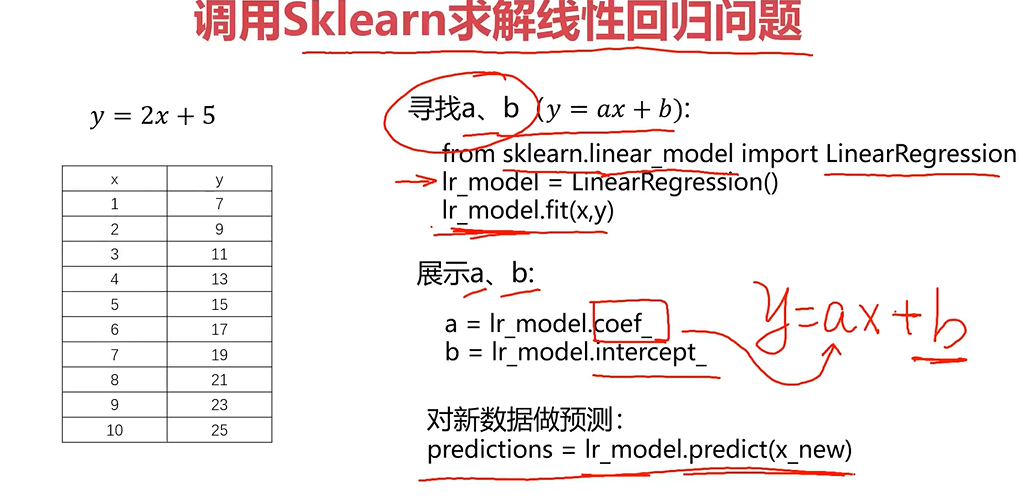 调用Sklearn求解线性回归问题
y = 2x + 5
x y
1 7
2 9
3 11
4 13
5 15
6 17
7 19
8 21
9 23
10 25
寻找a、b（y = ax + b):
from sklearn.linear_model import LinearRegression
lr_model = LinearRegression()
lr_model.fit(x,y)
展示a、b:
a = lr_model.coef_
b = lr_model.intercept_
y=ax+b
对新数据做预测：
predictions = lr_model.predict(x_new)